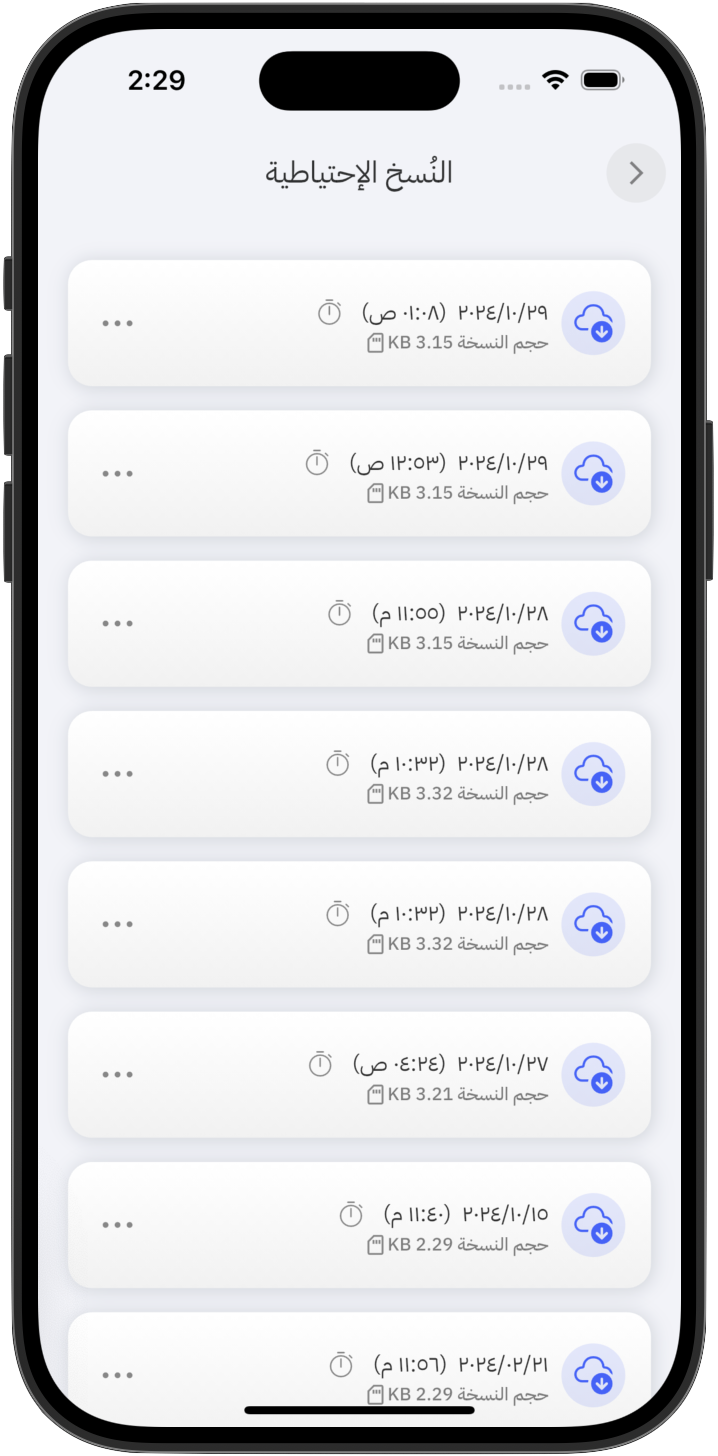 2:29
النُسخ الإحتياطية
٢٠٢٤/١٠/٢٩ (٠١:٠٨ ص)
حجم النسخة 3.15 KB
٢٠٢٤/١٠/٢٩ (١٢:٥٣ ص)
حجم النسخة 3.15 KB
٢٠٢٤/١٠/٢٨ (١١:٥٥ م)
حجم النسخة 3.15 KB
٢٠٢٤/١٠/٢٨ (١٠:٣٢ م)
حجم النسخة 3.32 KB
٢٠٢٤/١٠/٢٨ (١٠:٣٢ م)
حجم النسخة 3.32 KB
٢٠٢٤/١٠/٢٧ (٠٤:٢٤ ص)
حجم النسخة 3.21 KB
٢٠٢٤/١٠/١٥ (١١:٤٠ م)
حجم النسخة 2.29 KB
٢٠٢٤/٠٢/٢١ (١١:٥٦ م)
حجم النسخة 2.29 KB